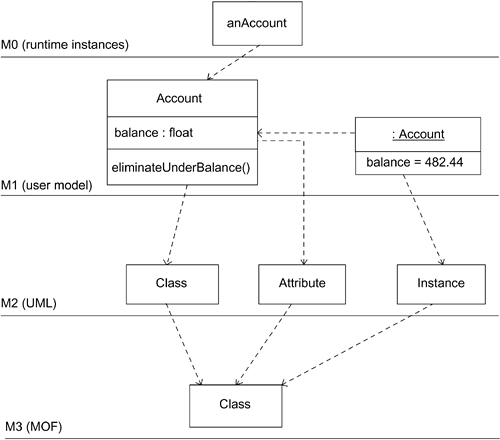 anAccount
M0 (runtime instances)
Account
balance : float
eliminateUnderBalance()
: Account
balance = 482.44
M1 (user model)
Class
Attribute
Instance
M2 (UML)
Class
M3 (MOF)